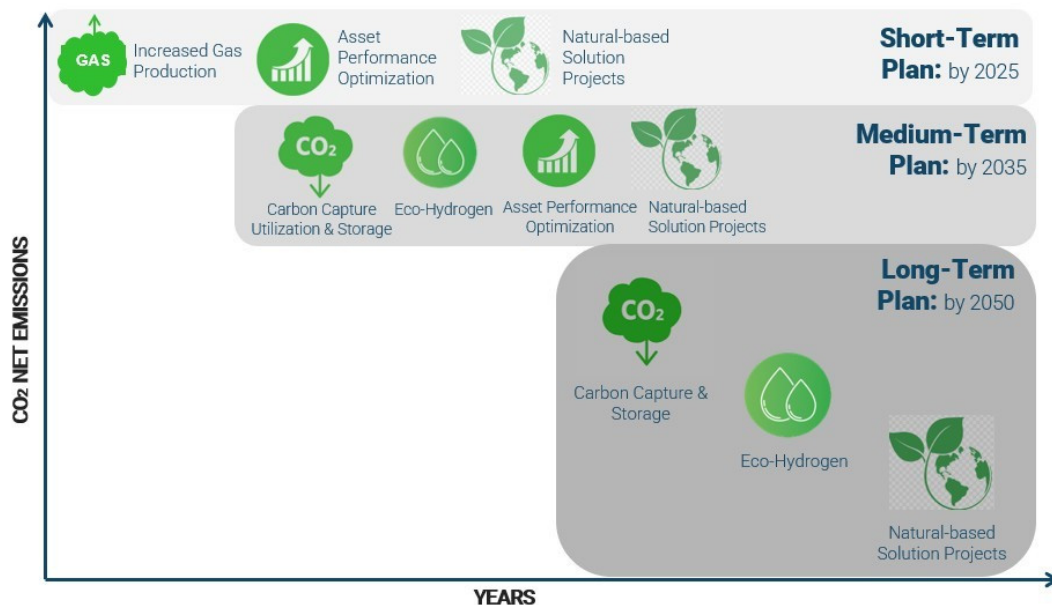 GAS
Increased Gas
Production
Asset
Performance
Optimization
Natural-based
Solution
Projects
Short-Term
Plan: by 2025
CO₂
Carbon Capture
Utilization & Storage
Eco-Hydrogen
Asset Performance
Optimization
Natural-based
Solution Projects
Medium-Term
Plan: by 2035
Long-Term
Plan: by 2050
CO₂
Carbon Capture &
Storage
Eco-Hydrogen
Natural-based
Solution Projects
CO₂ NET EMISSIONS
YEARS